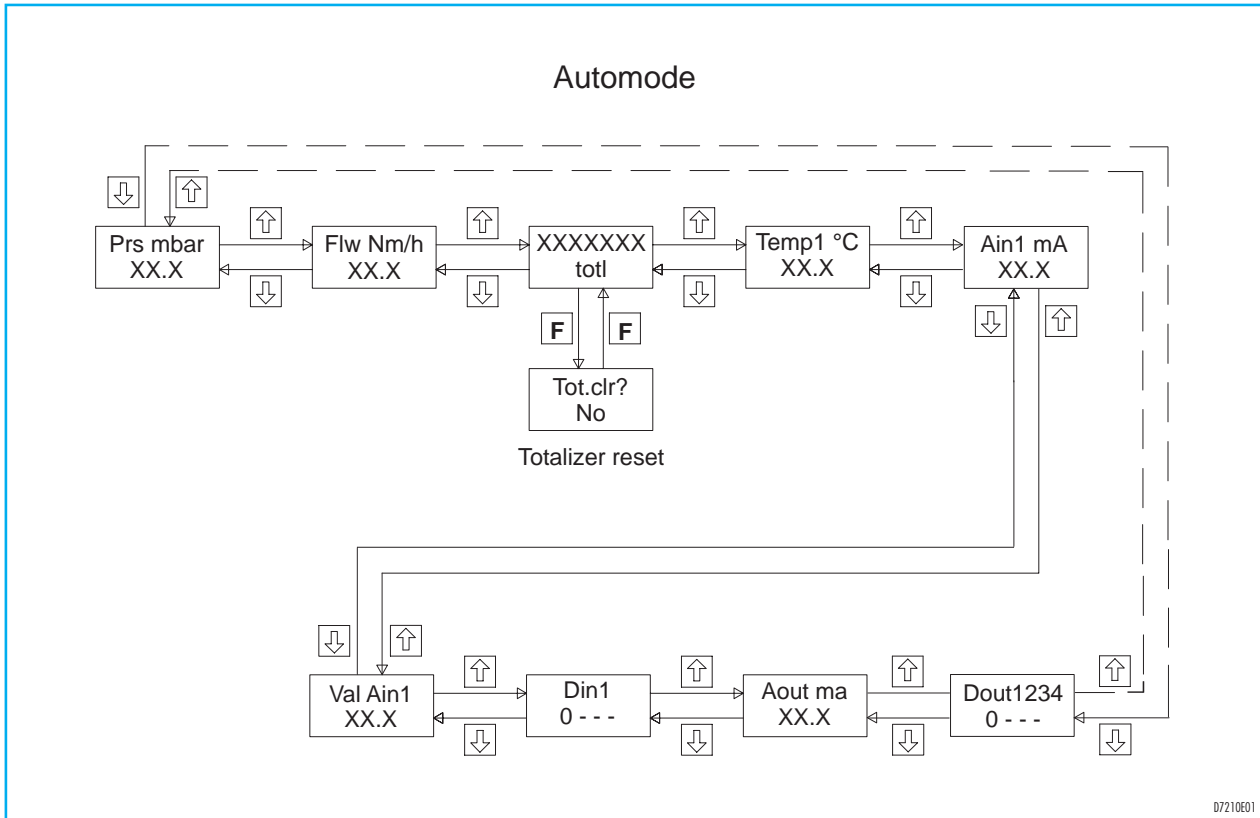 Automode
Prs mbar
XX.X
Flw Nm/h
XX.X
XXXXXXX
totl
Temp1 °C
XX.X
Ain1 mA
XX.X
F
F
Tot.clr?
No
Totalizer reset
Val Ain1
XX.X
Din1
0 - - -
Aout ma
XX.X
Dout1234
0 - - -
D7210E01